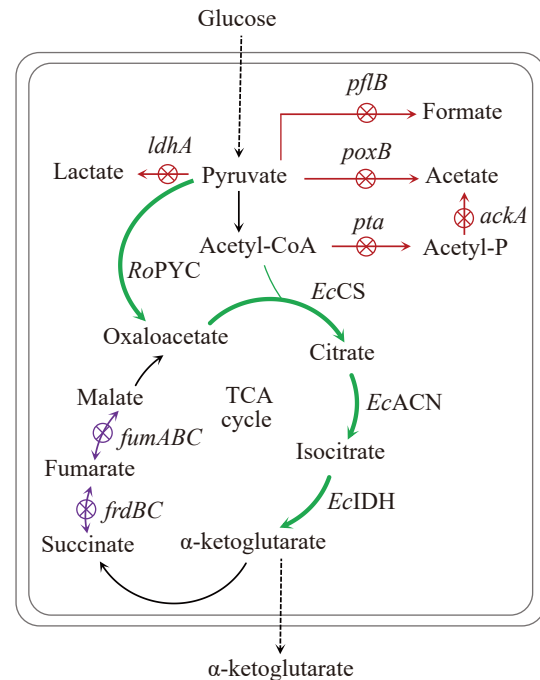 Glucose
pflB
Formate
ldhA
poxB
Lactate
Pyruvate
Acetate
pta
ackA
Acetyl-CoA
Acetyl-P
RoPYC
EcCS
Oxaloacetate
Citrate
Malate
TCA
cycle
EcACN
fumABC
Isocitrate
Fumarate
EcIDH
frdBC
Succinate
α-ketoglutarate
α-ketoglutarate